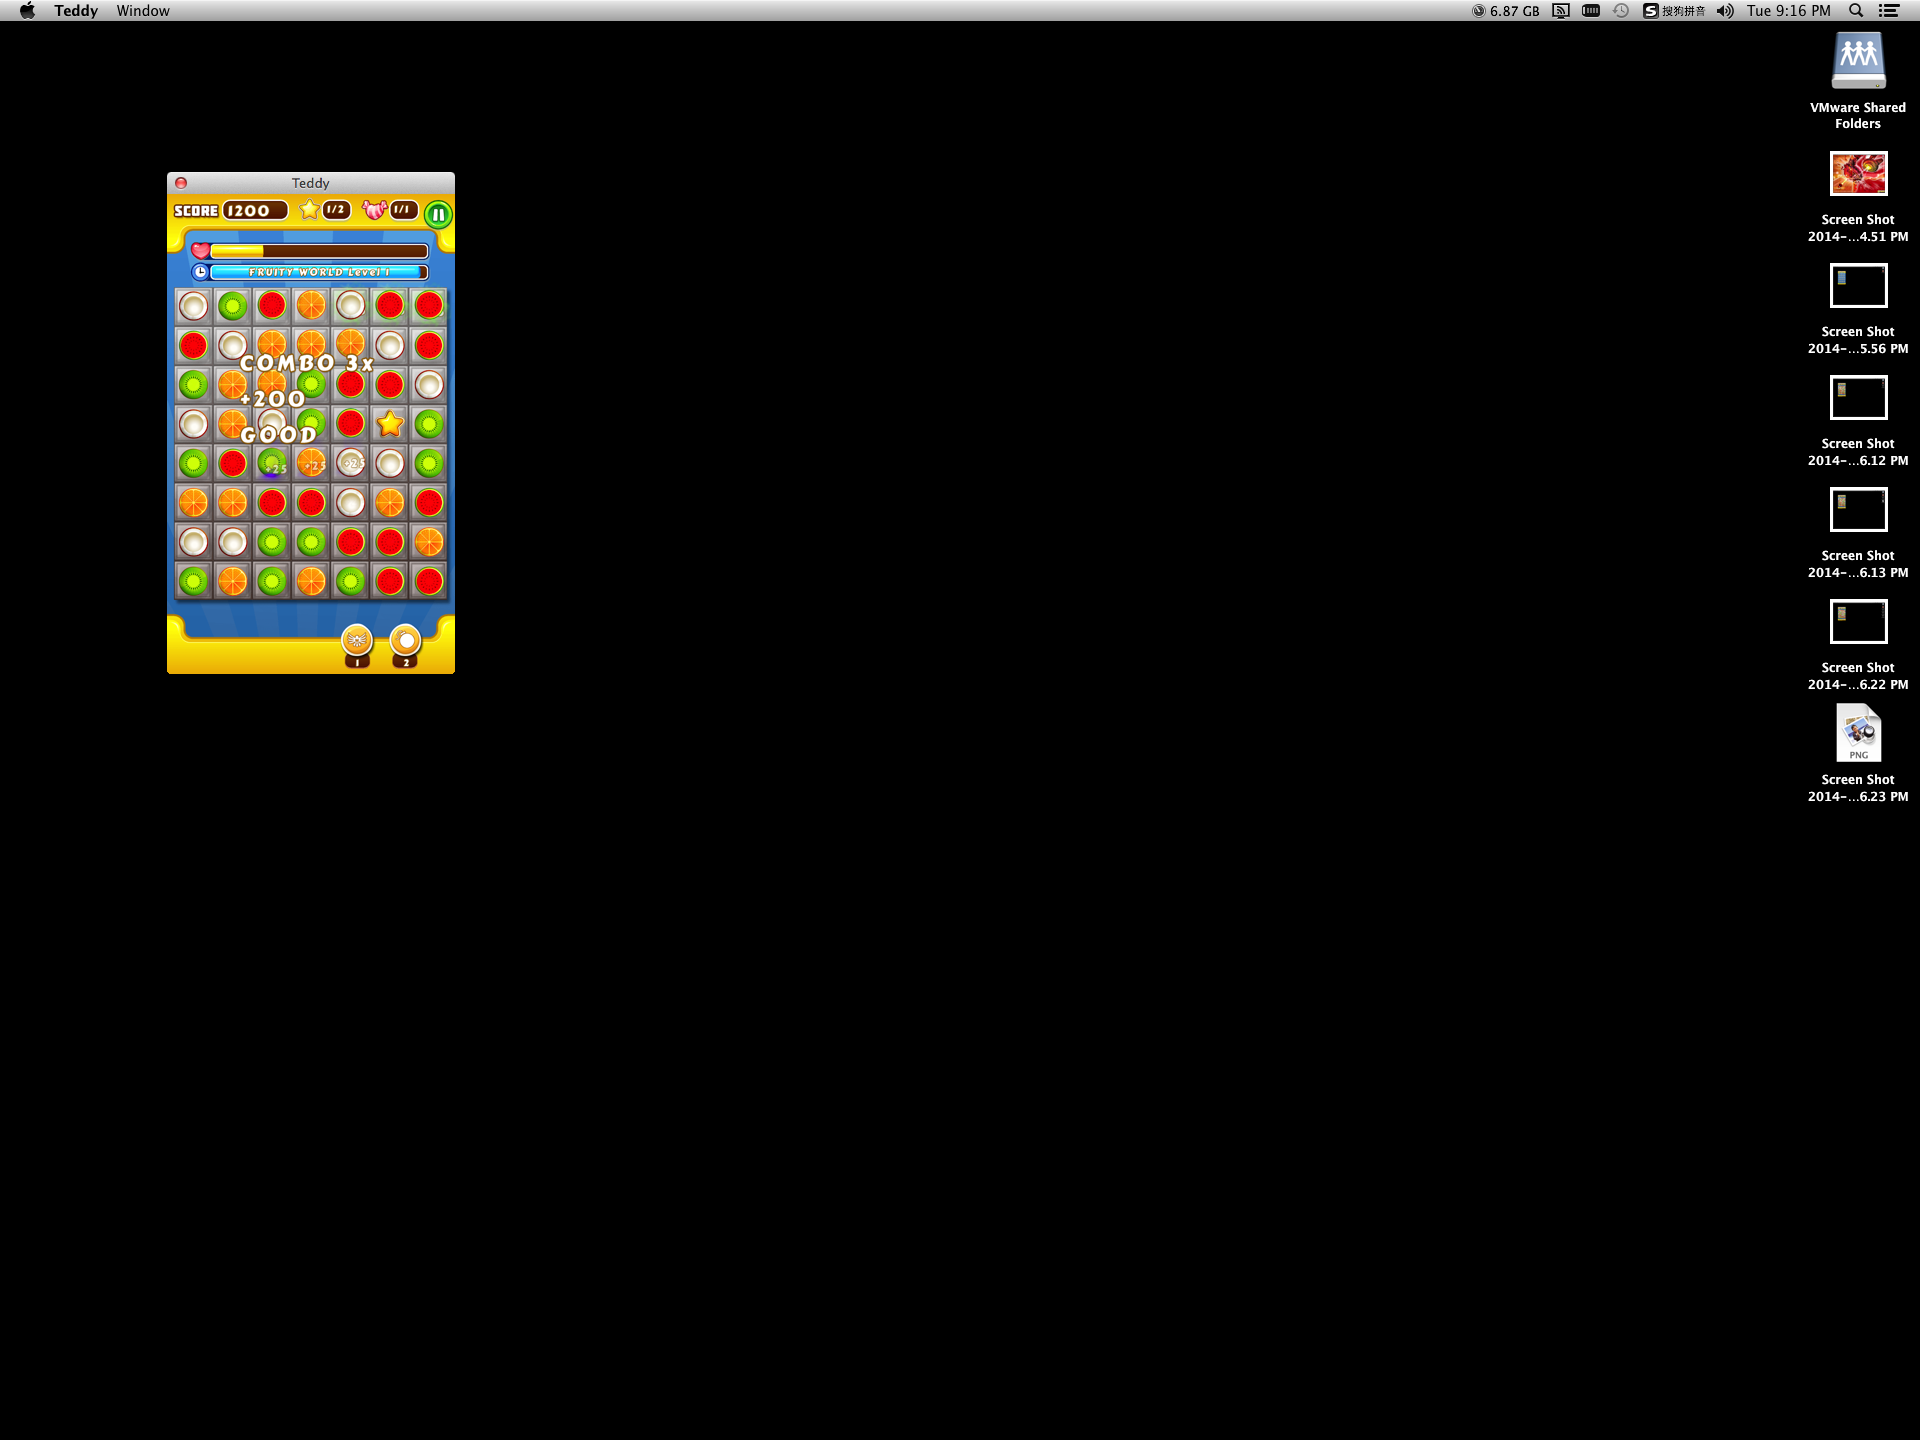 Teddy Window 6.87 GB S 搜狗拼音 Tue 9:16 PM
VMware Shared
Folders
Screen Shot
2014-...4.51 PM
Screen Shot
2014-...5.56 PM
Screen Shot
2014-...6.12 PM
Screen Shot
2014-...6.13 PM
Screen Shot
2014-...6.22 PM
PNG
Screen Shot
2014-...6.23 PM
Teddy
SCORE 1200 1/2 1/1
FRUITY WORLD Level 1
COMBO 3x
+200
GOOD
+25 +25 +25
1 2